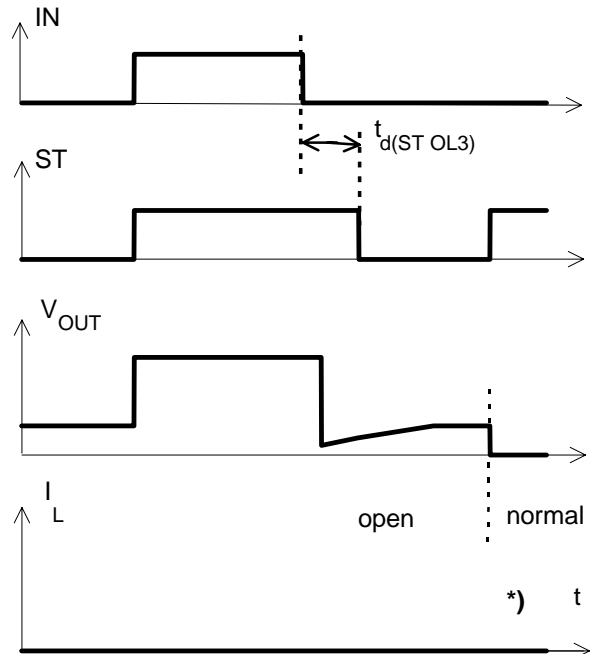 IN
t d(ST OL3)
ST
V OUT
I L
open normal
*) t